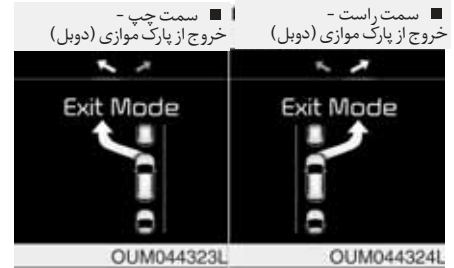 ■ سمت راست -
خروج از پارک موازی (دوبل)
Exit Mode
OUM044324L
■ سمت چپ -
خروج از پارک موازی (دوبل)
Exit Mode
OUM044323L